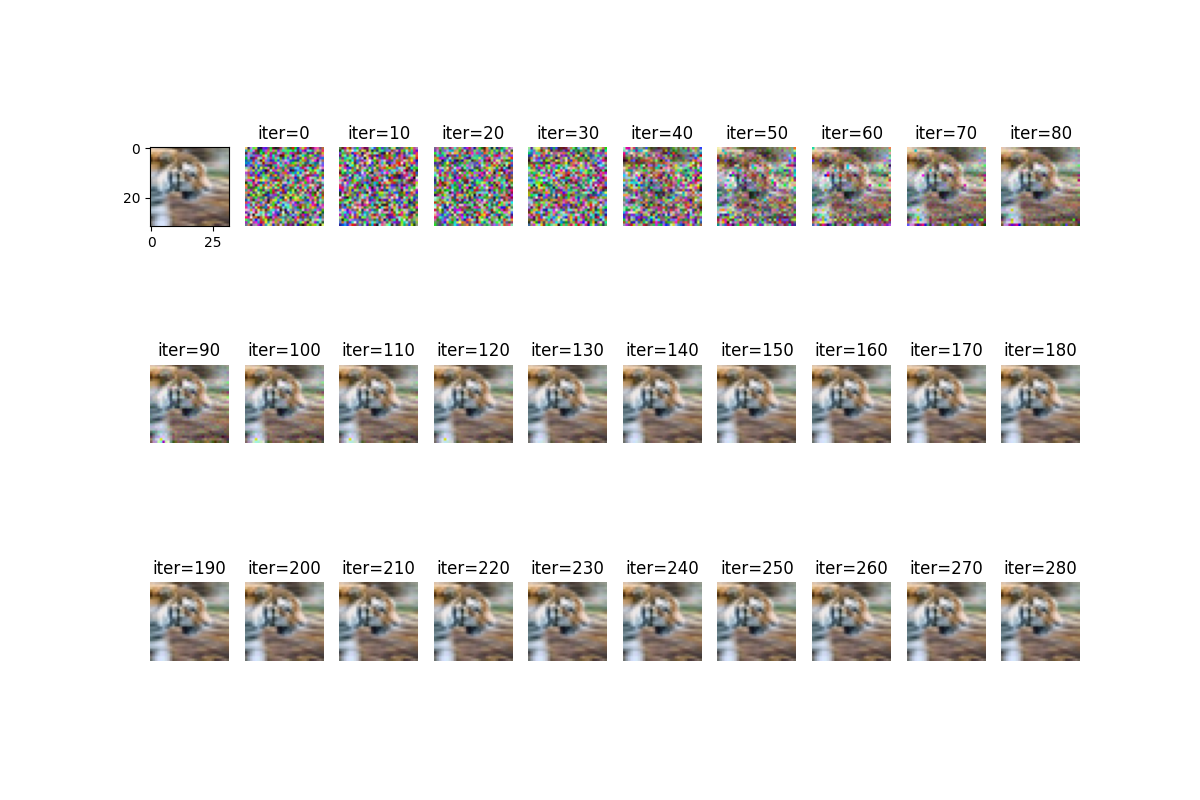 iter=0 iter=10 iter=20 iter=30 iter=40 iter=50 iter=60 iter=70 iter=80
0
20
0 25
iter=90 iter=100 iter=110 iter=120 iter=130 iter=140 iter=150 iter=160 iter=170 iter=180
iter=190 iter=200 iter=210 iter=220 iter=230 iter=240 iter=250 iter=260 iter=270 iter=280